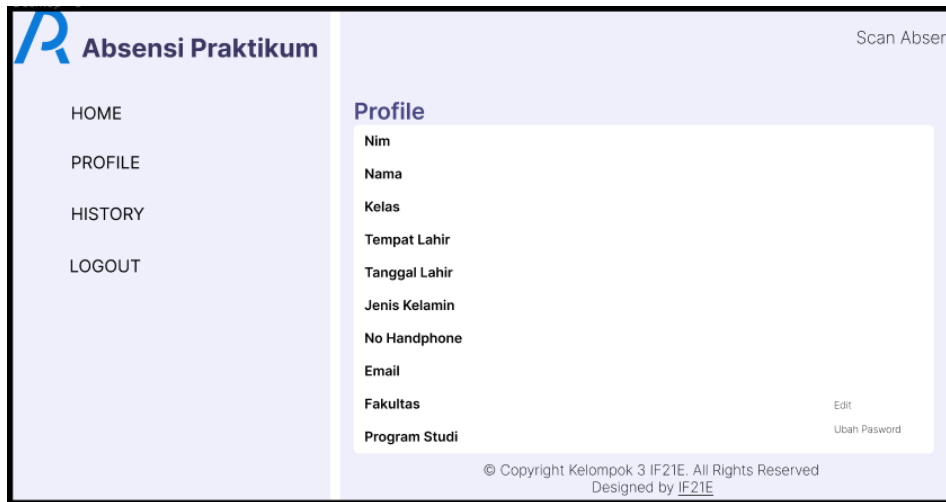 Absensi Praktikum
Scan Absen
HOME
PROFILE
HISTORY
LOGOUT
Profile
Nim
Nama
Kelas
Tempat Lahir
Tanggal Lahir
Jenis Kelamin
No Handphone
Email
Fakultas
Program Studi
Edit
Ubah Pasword
© Copyright Kelompok 3 IF21E. All Rights Reserved
Designed by IF21E